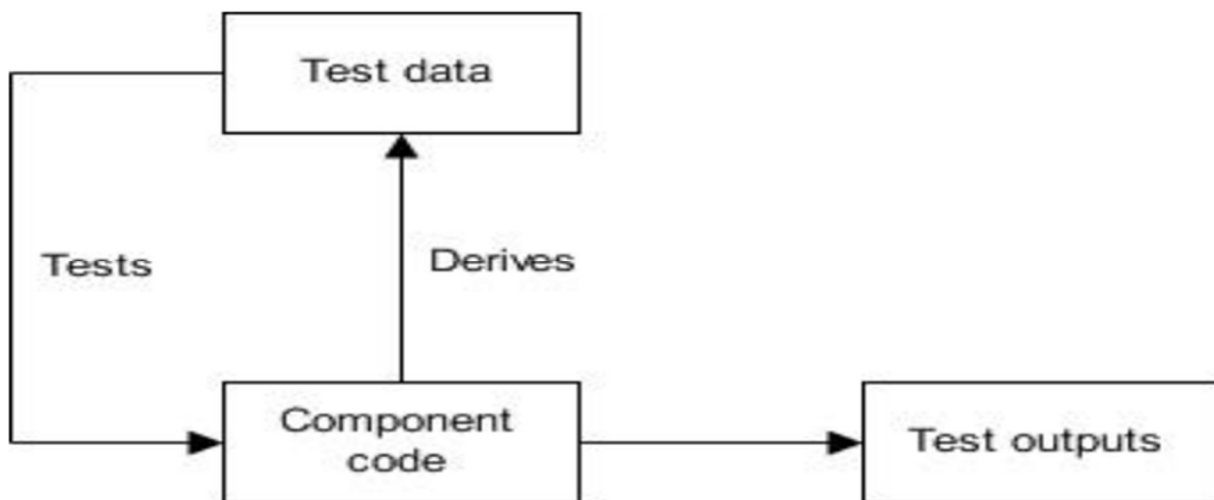 Test data
Tests
Derives
Component
code
Test outputs